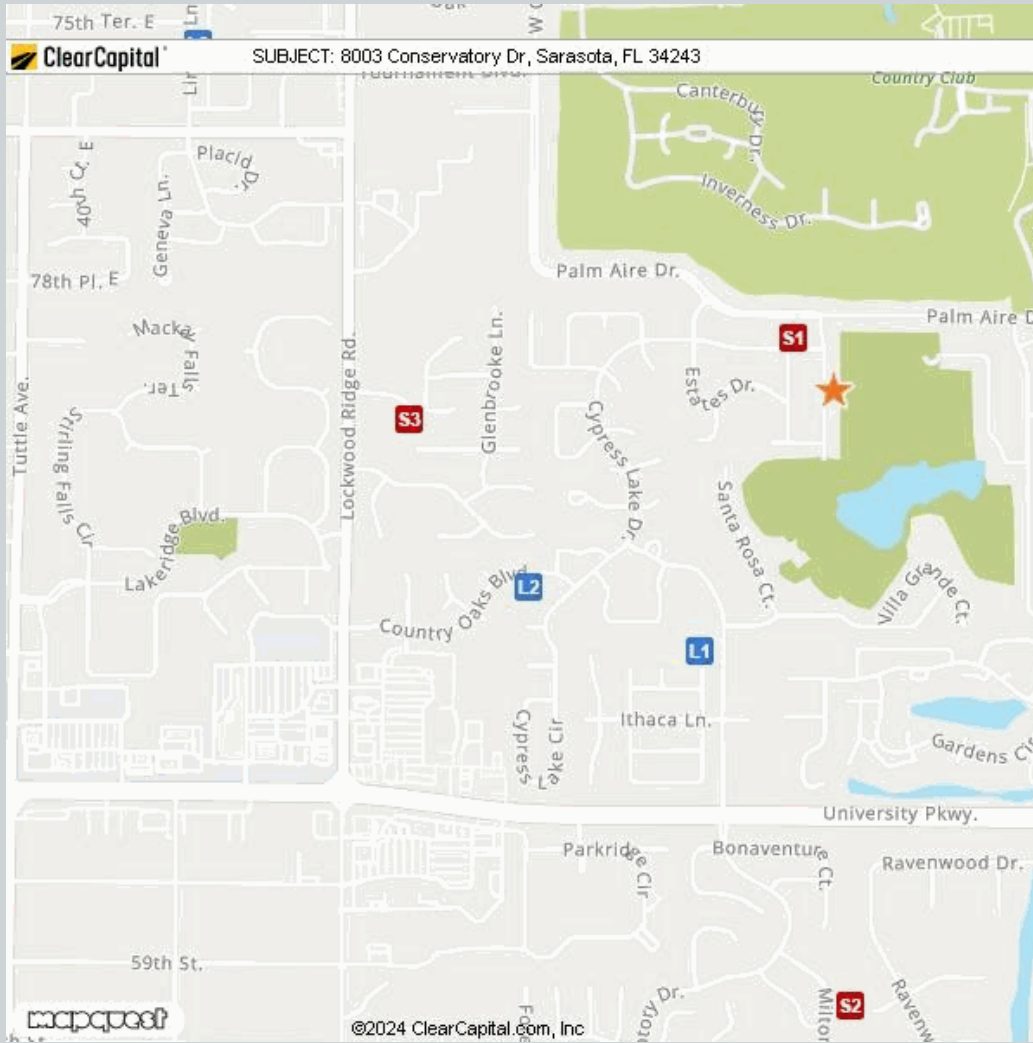 75th Ter. E
ClearCapital
SUBJECT: 8003 Conservatory Dr, Sarasota, FL 34243
Country Club
Canterbury Dr.
Placid Dr.
40th Ct. E
Geneva Ln.
Inverness Dr.
78th Pl. E
Palm Aire Dr.
Palm Aire
Mackay Falls Ter.
S1
Tuttle Ave.
Lockwood Ridge Rd.
Glenbrooke Ln.
Estates Dr.
S3
Stirling Falls Cir
Cypress Lake Dr.
Santa Rosa Ct.
Lakeridge Blvd.
L2
Country Oaks Blvd.
Villa Grande Ct.
L1
Cypress Lake Cir
Ithaca Ln.
Gardens
University Pkwy.
Parkridge Cir
Bonaventure Ct.
Ravenwood Dr.
59th St.
S2
mapquest
©2024 ClearCapital.com, Inc